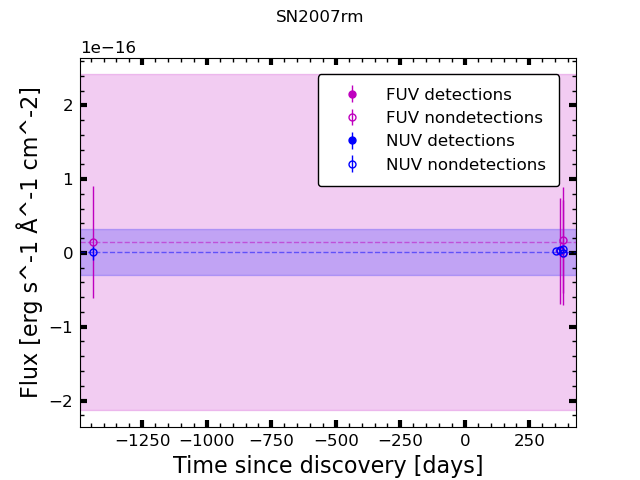 SN2007rm
1e−16
FUV detections
FUV nondetections
NUV detections
NUV nondetections
2
1
0
−1
−2
Flux [erg s^-1 Å^-1 cm^-2]
−1250 −1000 −750 −500 −250 0 250
Time since discovery [days]